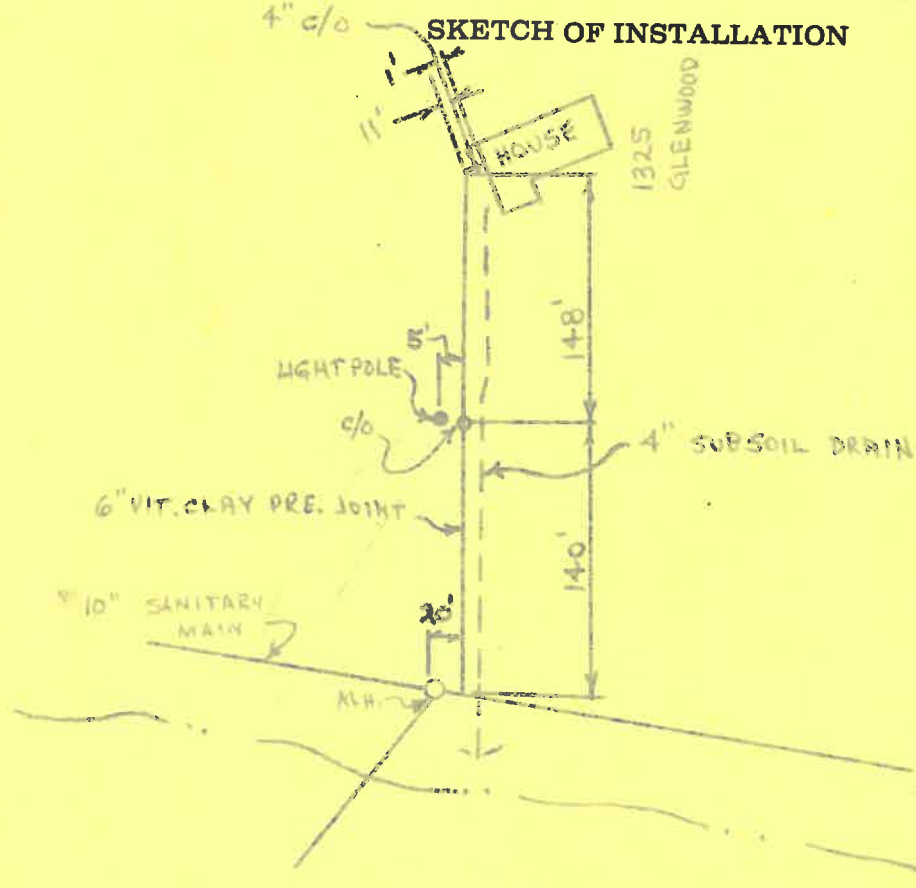 4" c/o
SKETCH OF INSTALLATION
1'
11'
HOUSE
1325
GLENWOOD
148'
5'
LIGHT POLE
c/o
4" SUBSOIL DRAIN
6" VIT. CLAY PRE. JOINT
140'
10" SANITARY
MAIN
20'
M.H.